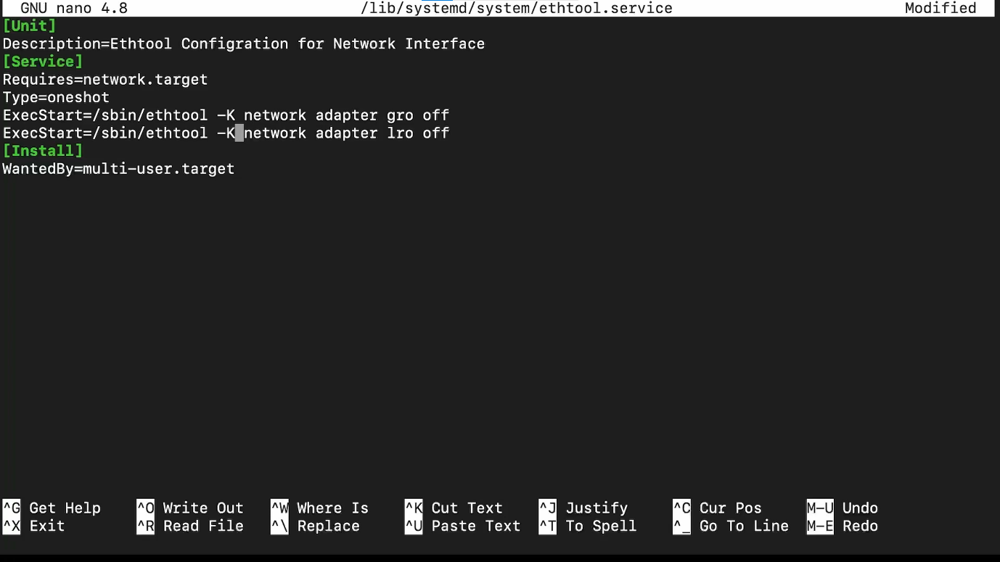 GNU nano 4.8 /lib/systemd/system/ethtool.service Modified
[Unit]
Description=Ethtool Configration for Network Interface
[Service]
Requires=network.target
Type=oneshot
ExecStart=/sbin/ethtool -K network adapter gro off
ExecStart=/sbin/ethtool -K network adapter lro off
[Install]
WantedBy=multi-user.target
^G Get Help ^O Write Out ^W Where Is ^K Cut Text ^J Justify ^C Cur Pos M-U Undo
^X Exit ^R Read File ^\ Replace ^U Paste Text ^T To Spell ^_ Go To Line M-E Redo